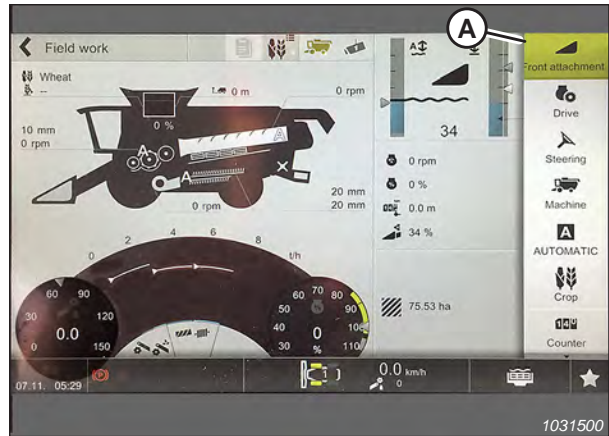 A
Field work
Front attachment
Wheat
--
0 m
0 rpm
A
0 %
34
Drive
10 mm
0 rpm
A
A
Steering
0 rpm
0 %
0.0 m
34 %
20 mm
20 mm
0 rpm
Machine
A
AUTOMATIC
0 2 4 6 8 t/h
Crop
30 60 90 120 150
0.0
0
30 40 50 60 70 80 90 100 110
0
%
75.53 ha
Counter
07.11. 05:29
P
1
0.0 km/h
0
1031500